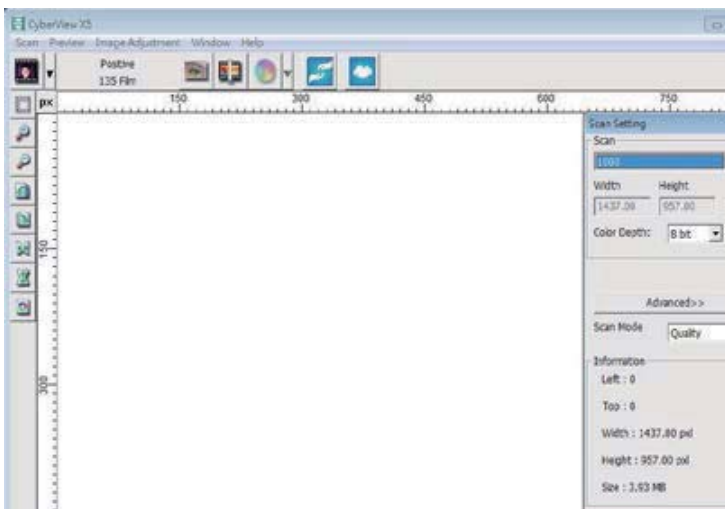 CyberView X5
Scan Preview Image Adjustment Window Help
Positive
135 Film
px 150 300 450 600 750
150
300
Scan Setting
Scan
1000
Width Height
1437.00 957.00
Color Depth: 8 bit
Advanced>>
Scan Mode Quality
Information
Left : 0
Top : 0
Width : 1437.00 pxl
Height : 957.00 pxl
Size : 3.93 MB